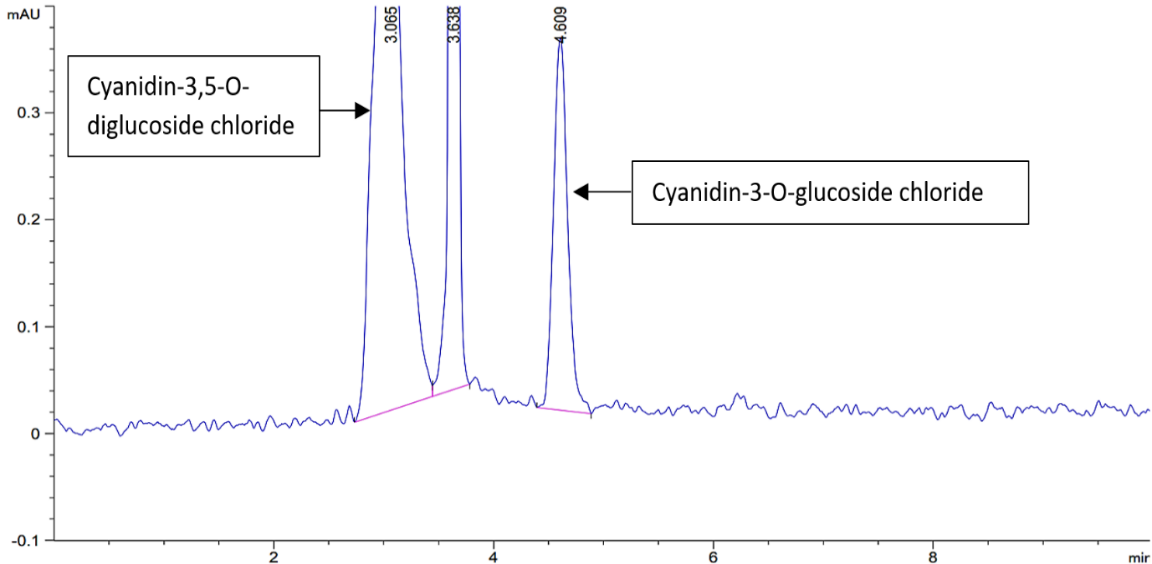 mAU
3.065
3.638
4.609
Cyanidin-3,5-O-
diglucoside chloride
0.3
Cyanidin-3-O-glucoside chloride
0.2
0.1
0
-0.1
2
4
6
8
mir